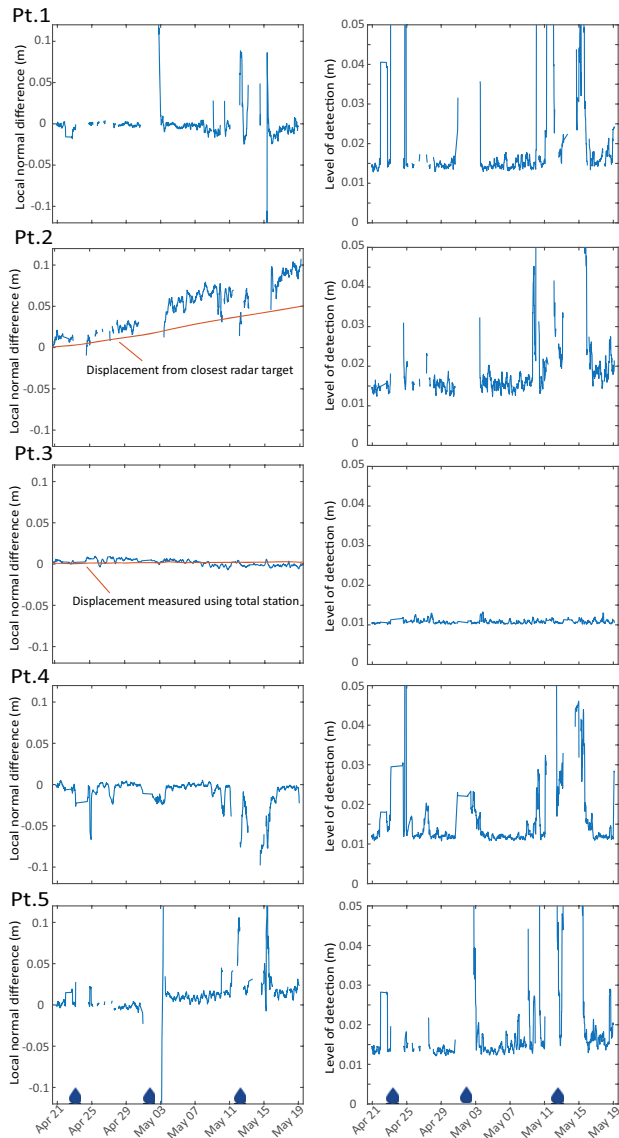 Pt.1
Local normal difference (m)
0.1
0.05
0
-0.05
-0.1
Level of detection (m)
0.05
0.04
0.03
0.02
0.01
0
Pt.2
Local normal difference (m)
0.1
0.05
0
-0.05
-0.1
Displacement from closest radar target
Level of detection (m)
0.05
0.04
0.03
0.02
0.01
0
Pt.3
Local normal difference (m)
0.1
0.05
0
-0.05
-0.1
Displacement measured using total station
Level of detection (m)
0.05
0.04
0.03
0.02
0.01
0
Pt.4
Local normal difference (m)
0.1
0.05
0
-0.05
-0.1
Level of detection (m)
0.05
0.04
0.03
0.02
0.01
0
Pt.5
Local normal difference (m)
0.1
0.05
0
-0.05
-0.1
Apr 21
Apr 25
Apr 29
May 03
May 07
May 11
May 15
May 19
Level of detection (m)
0.05
0.04
0.03
0.02
0.01
0
Apr 21
Apr 25
Apr 29
May 03
May 07
May 11
May 15
May 19